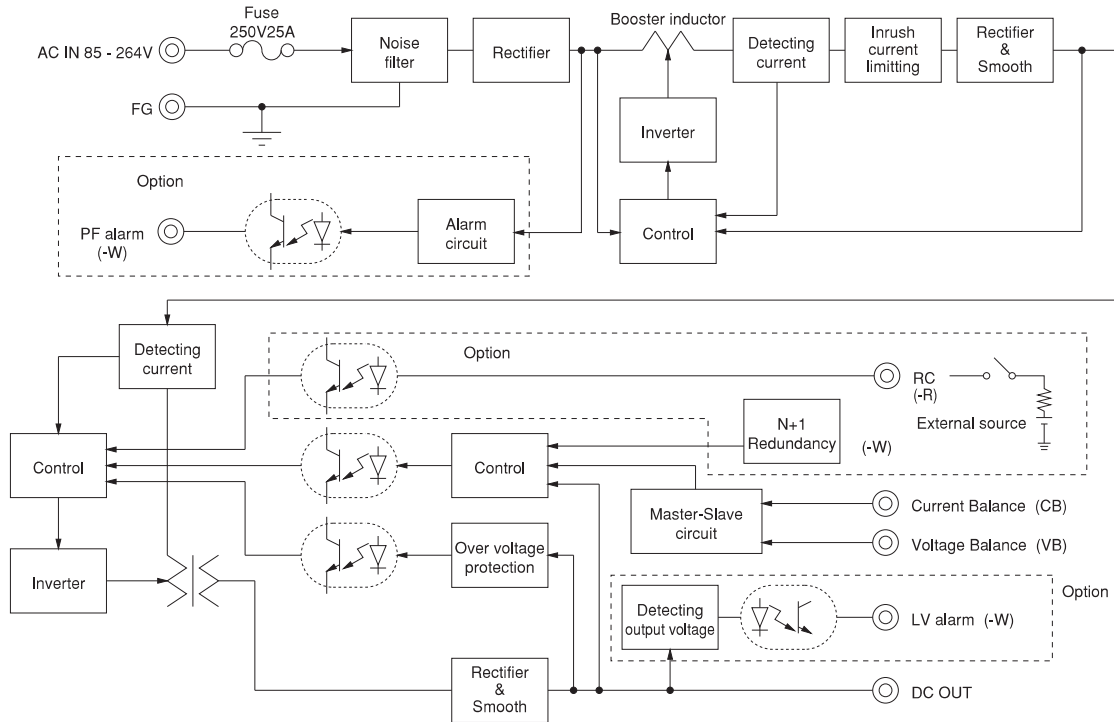 AC IN 85 - 264V
Fuse
250V25A
Noise
filter
Rectifier
Booster inductor
Detecting
current
Inrush
current
limitting
Rectifier
&
Smooth
FG
Inverter
Control
Option
PF alarm
(-W)
Alarm
circuit
Detecting
current
Option
RC
(-R)
External source
N+1
Redundancy
(-W)
Control
Control
Master-Slave
circuit
Current Balance (CB)
Voltage Balance (VB)
Inverter
Over voltage
protection
Option
Detecting
output voltage
LV alarm (-W)
Rectifier
&
Smooth
DC OUT